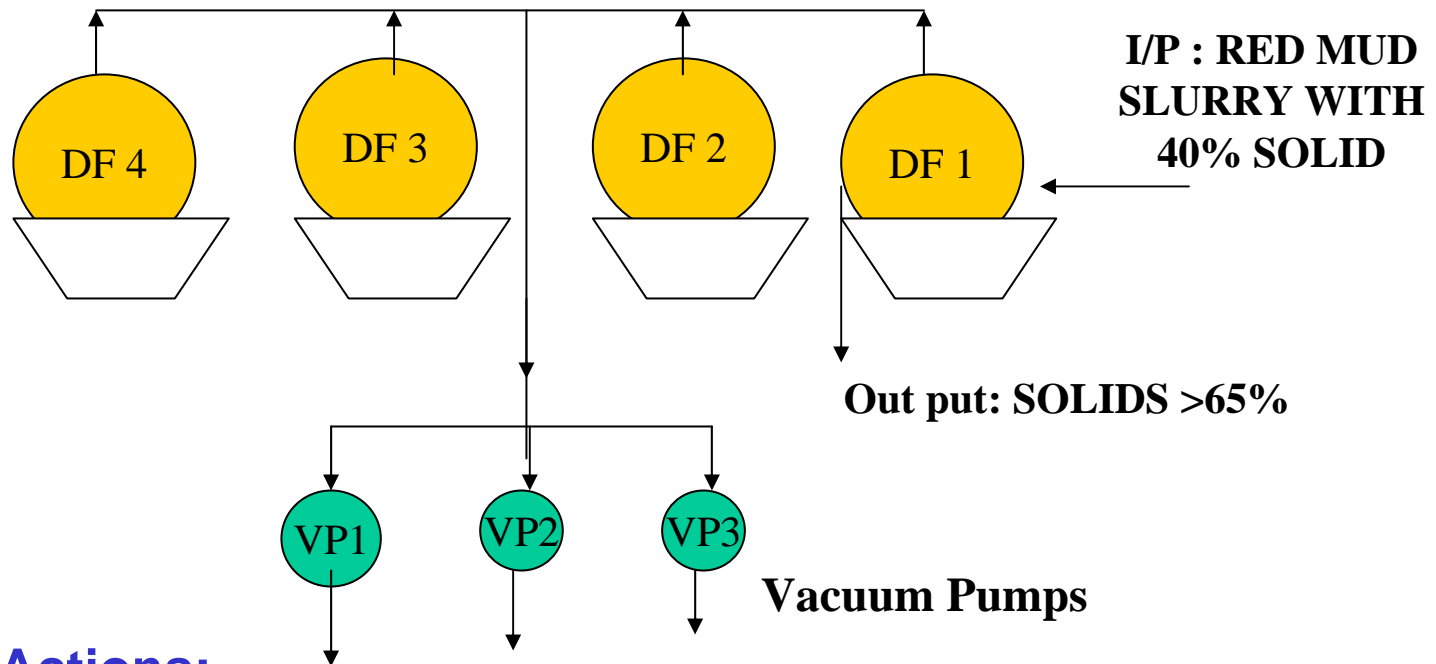 I/P : RED MUD
SLURRY WITH
40% SOLID
DF 4
DF 3
DF 2
DF 1
Out put: SOLIDS >65%
VP1
VP2
VP3
Vacuum Pumps
Actions: